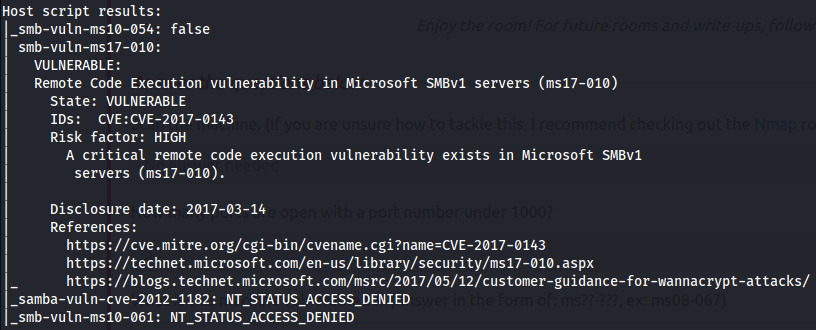 Host script results:
|_smb-vuln-ms10-054: false
| smb-vuln-ms17-010:
|   VULNERABLE:
|   Remote Code Execution vulnerability in Microsoft SMBv1 servers (ms17-010)
|     State: VULNERABLE
|     IDs:  CVE:CVE-2017-0143
|     Risk factor: HIGH
|       A critical remote code execution vulnerability exists in Microsoft SMBv1
|        servers (ms17-010).
|
|     Disclosure date: 2017-03-14
|     References:
|       https://cve.mitre.org/cgi-bin/cvename.cgi?name=CVE-2017-0143
|       https://technet.microsoft.com/en-us/library/security/ms17-010.aspx
|_      https://blogs.technet.microsoft.com/msrc/2017/05/12/customer-guidance-for-wannacrypt-attacks/
|_samba-vuln-cve-2012-1182: NT_STATUS_ACCESS_DENIED
|_smb-vuln-ms10-061: NT_STATUS_ACCESS_DENIED
Enjoy the room! For future rooms and write-ups, follow
machine. (If you are unsure how to tackle this, I recommend checking out the Nmap
open with a port number under 1000?
answer in the form of: ms??-???, ex: ms08-067)